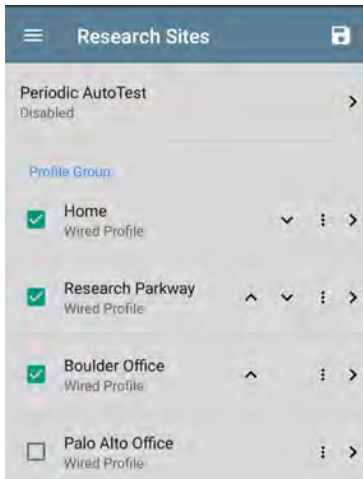 Research Sites
Periodic AutoTest
Disabled
Profile Group
Home
Wired Profile
Research Parkway
Wired Profile
Boulder Office
Wired Profile
Palo Alto Office
Wired Profile